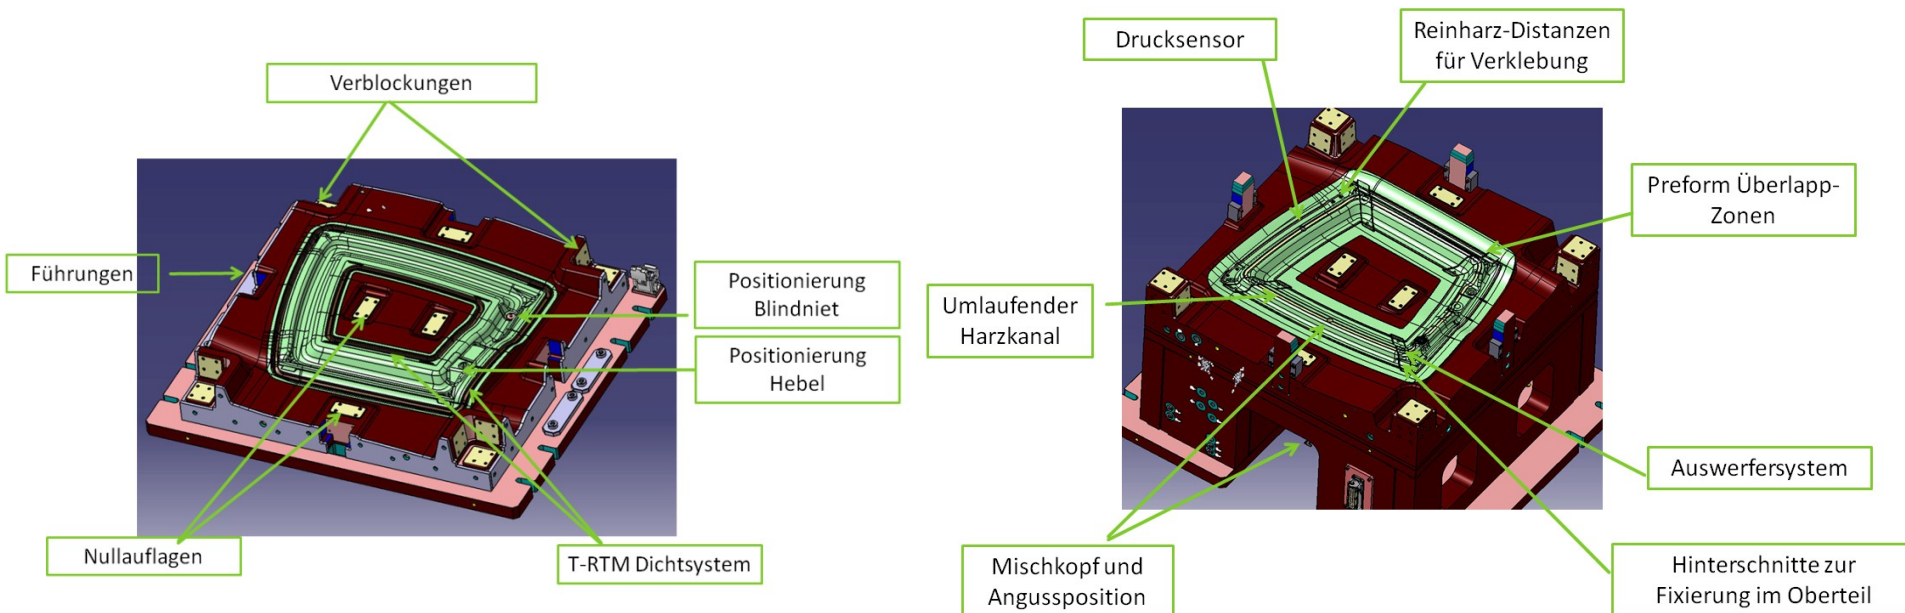 Verblockungen
Führungen
Positionierung
Blindniet
Positionierung
Hebel
Nullauflagen
T-RTM Dichtsystem
Drucksensor
Reinharz-Distanzen
für Verklebung
Preform Überlapp-
Zonen
Umlaufender
Harzkanal
Auswerfersystem
Mischkopf und
Angussposition
Hinterschnitte zur
Fixierung im Oberteil